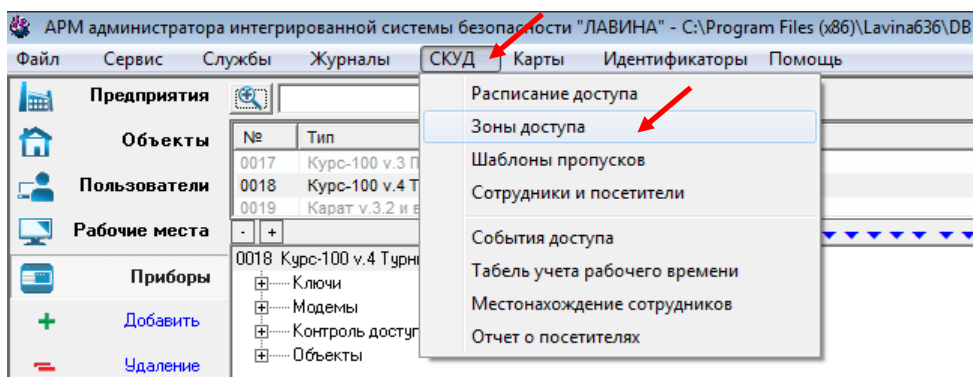 АРМ администратора интегрированной системы безопасности "ЛАВИНА" - C:\Program Files (x86)\Lavina636\DB
Файл Сервис Службы Журналы СКУД Карты Идентификаторы Помощь
Предприятия
Объекты
Пользователи
Рабочие места
Приборы
Добавить
Удаление
№ Тип
0017 Курс-100 v.3
0018 Курс-100 v.4
0019 Карат v.3.2 и
- +
0018 Курс-100 v.4
Ключи
Модемы
Контроль
Объекты
Расписание доступа
Зоны доступа
Шаблоны пропусков
Сотрудники и посетители
События доступа
Табель учета рабочего времени
Местонахождение сотрудников
Отчет о посетителях